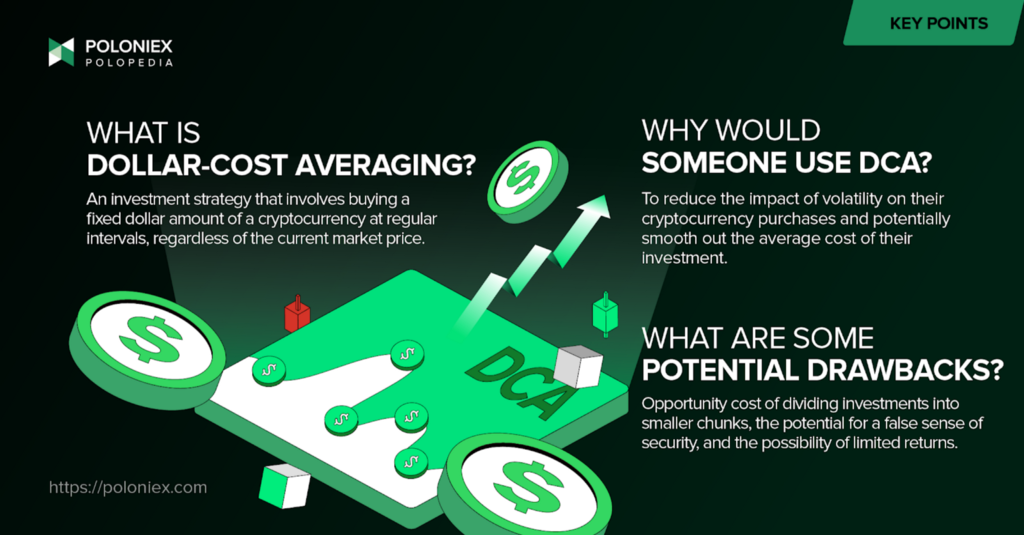 POLONIEX
POLOPEDIA
KEY POINTS
WHAT IS
DOLLAR-COST AVERAGING?
An investment strategy that involves buying a
fixed dollar amount of a cryptocurrency at regular
intervals, regardless of the current market price.
WHY WOULD
SOMEONE USE DCA?
To reduce the impact of volatility on their
cryptocurrency purchases and potentially
smooth out the average cost of their
investment.
$
$
$
$
$
$
$
DCA
$
WHAT ARE SOME
POTENTIAL DRAWBACKS?
Opportunity cost of dividing investments into
smaller chunks, the potential for a false sense of
security, and the possibility of limited returns.
https://poloniex.com